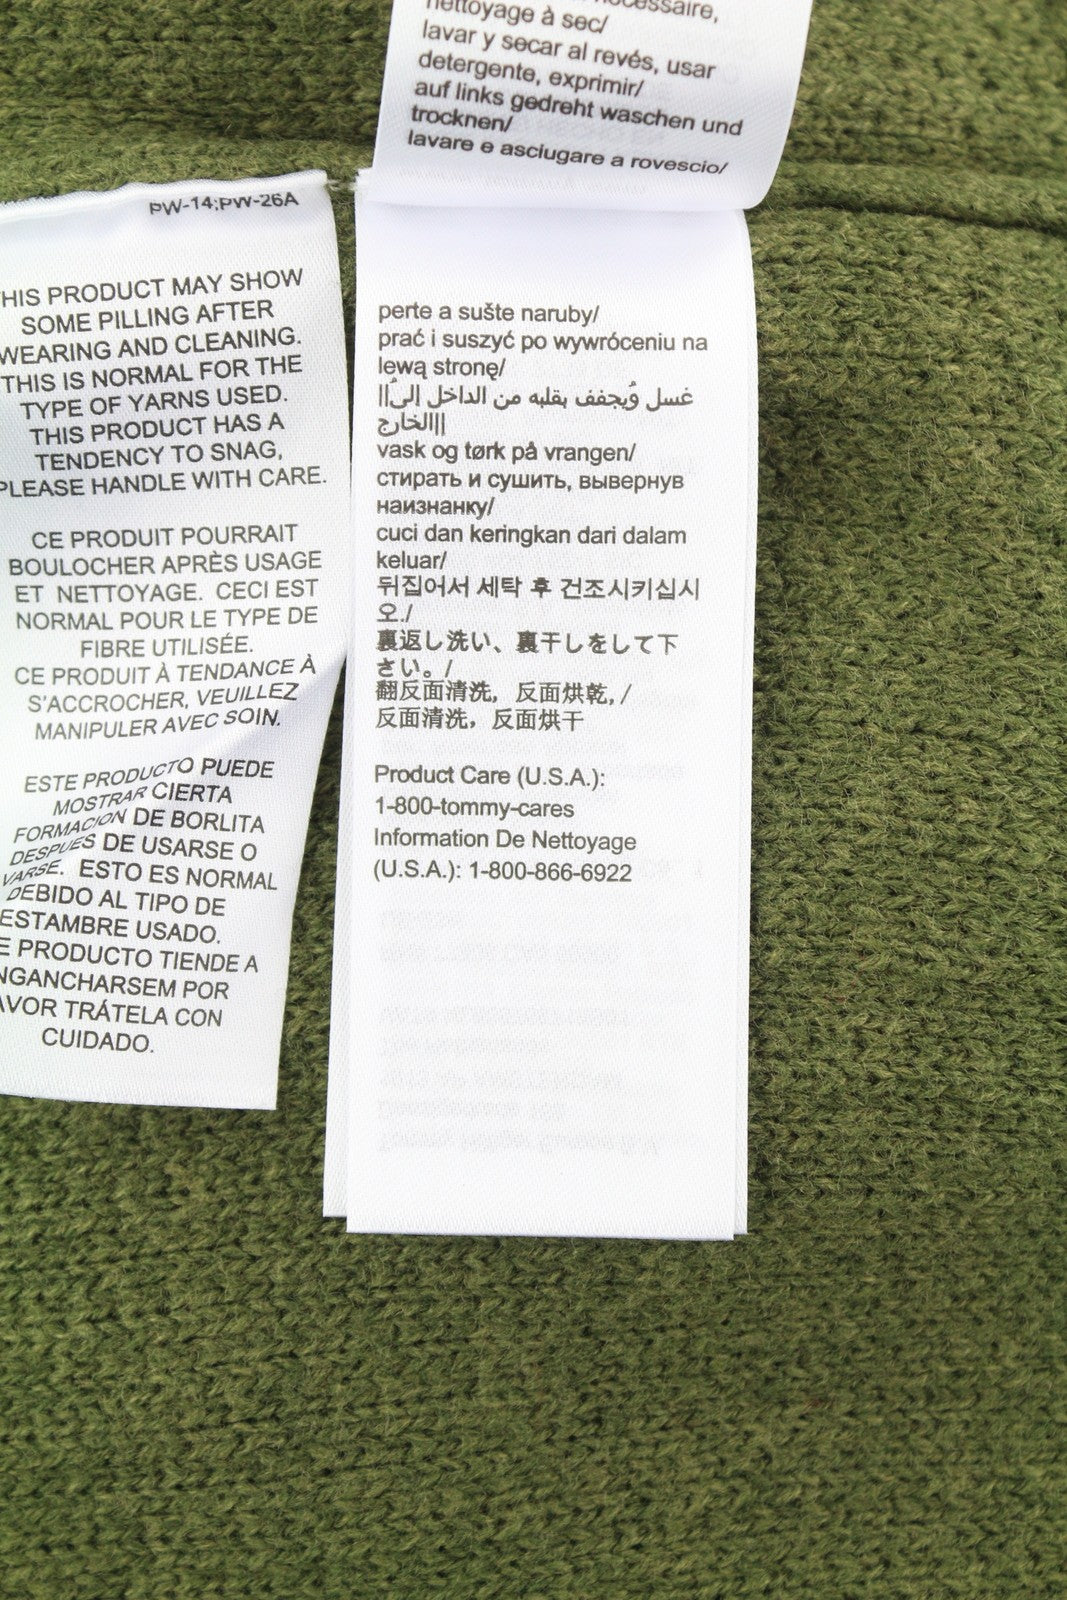 nettoyage à sec/
lavar y secar al revés, usar
detergente, exprimir/
auf links gedreht waschen und
trocknen/
lavare e asciugare a rovescio/
PW-14;PW-26A
THIS PRODUCT MAY SHOW
SOME PILLING AFTER
WEARING AND CLEANING.
THIS IS NORMAL FOR THE
TYPE OF YARNS USED.
THIS PRODUCT HAS A
TENDENCY TO SNAG,
PLEASE HANDLE WITH CARE.
CE PRODUIT POURRAIT
BOULOCHER APRÈS USAGE
ET NETTOYAGE. CECI EST
NORMAL POUR LE TYPE DE
FIBRE UTILISÉE.
CE PRODUIT À TENDANCE À
S'ACCROCHER, VEUILLEZ
MANIPULER AVEC SOIN.
ESTE PRODUCTO PUEDE
MOSTRAR CIERTA
FORMACION DE BORLITA
DESPUES DE USARSE O
VARSE. ESTO ES NORMAL
DEBIDO AL TIPO DE
ESTAMBRE USADO.
E PRODUCTO TIENDE A
NGANCHARSEM POR
AVOR TRÁTELA CON
CUIDADO.
perte a sušte naruby/
prać i suszyć po wywróceniu na
lewą stronę/
غسل وُيجفف بقلبه من الداخل إلىُ||
||الخارج
vask og tørk på vrangen/
стирать и сушить, вывернув
наизнанку/
cuci dan keringkan dari dalam
keluar/
뒤집어서 세탁 후 건조시키십시
오./
裏返し洗い、裏干しをして下
さい。/
翻反面清洗，反面烘乾, /
反面清洗，反面烘干
Product Care (U.S.A.):
1-800-tommy-cares
Information De Nettoyage
(U.S.A.): 1-800-866-6922